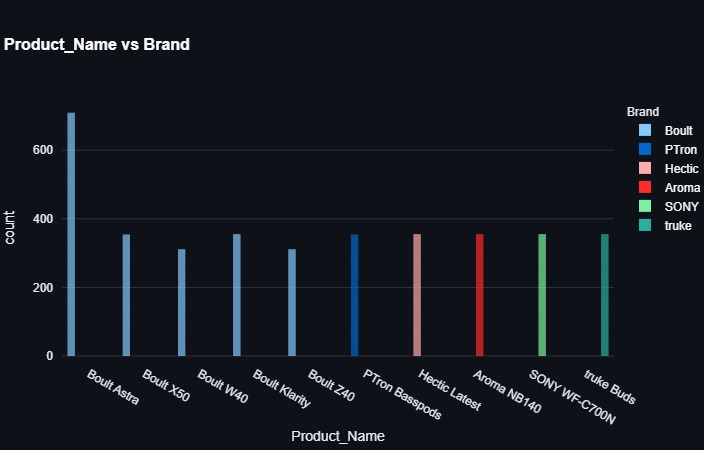 Product_Name vs Brand
Brand
Boult
PTron
Hectic
Aroma
SONY
truke
count
600
400
200
0
Boult Astra
Boult X50
Boult W40
Boult Klarity
Boult Z40
PTron Basspods
Hectic Latest
Aroma NB140
SONY WF-C700N
truke Buds
Product_Name